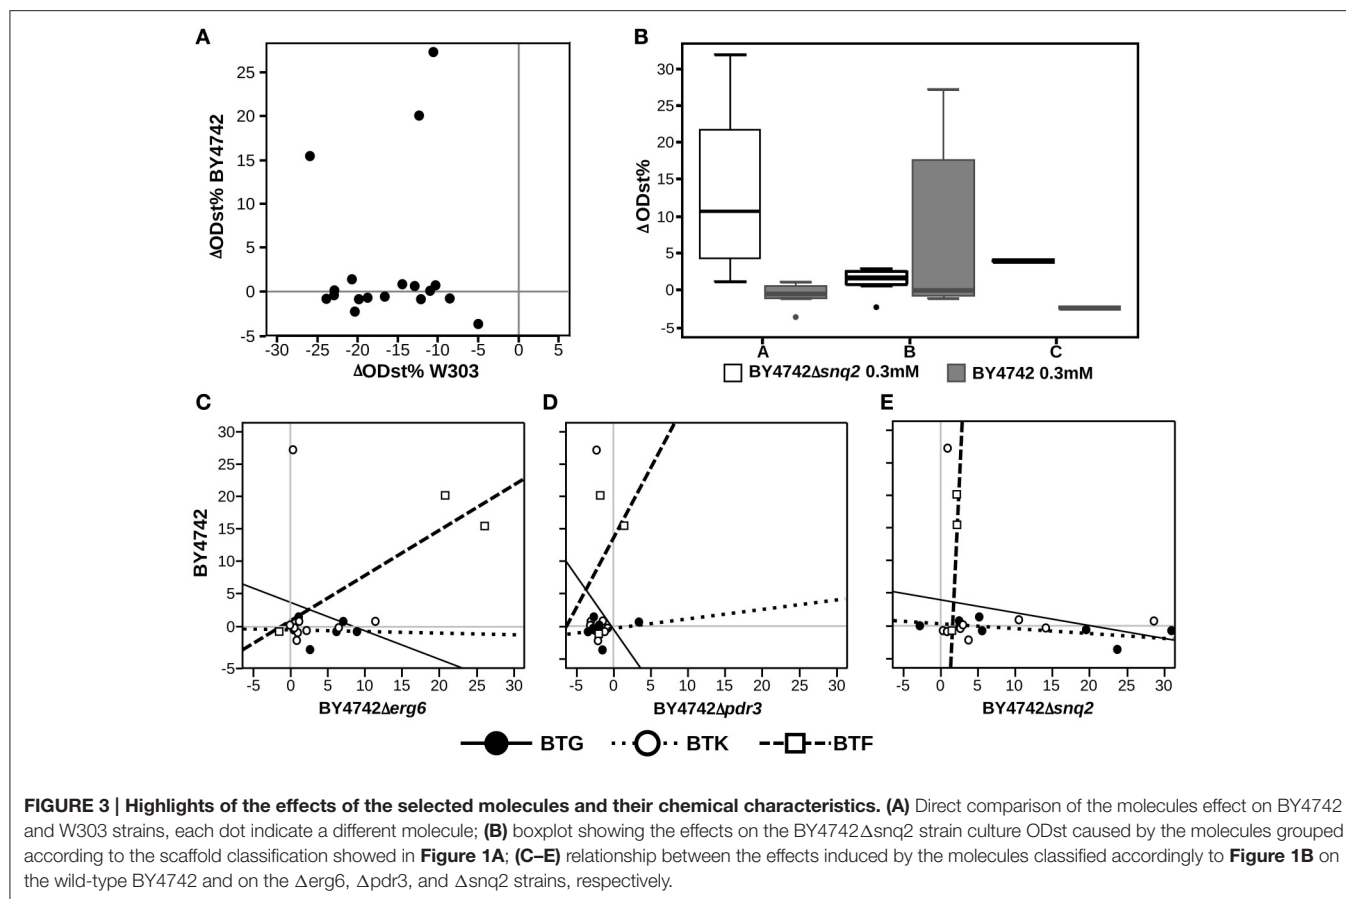 A
ΔODst% BY4742
25
20
15
10
5
0
-5
-30 -25 -20 -15 -10 -5 0 5
ΔODst% W303
B
ΔODst%
30
25
20
15
10
5
0
-5
A B C
BY4742Δsnq2 0.3mM BY4742 0.3mM
C
BY4742
30
25
20
15
10
5
0
-5
-5 0 5 10 15 20 25 30
BY4742Δerg6
D
-5 0 5 10 15 20 25 30
BY4742Δpdr3
E
-5 0 5 10 15 20 25 30
BY4742Δsnq2
BTG BTK BTF
FIGURE 3 | Highlights of the effects of the selected molecules and their chemical characteristics. (A) Direct comparison of the molecules effect on BY4742
and W303 strains, each dot indicate a different molecule; (B) boxplot showing the effects on the BY4742Δsnq2 strain culture ODst caused by the molecules grouped
according to the scaffold classification showed in Figure 1A; (C–E) relationship between the effects induced by the molecules classified accordingly to Figure 1B on
the wild-type BY4742 and on the Δerg6, Δpdr3, and Δsnq2 strains, respectively.